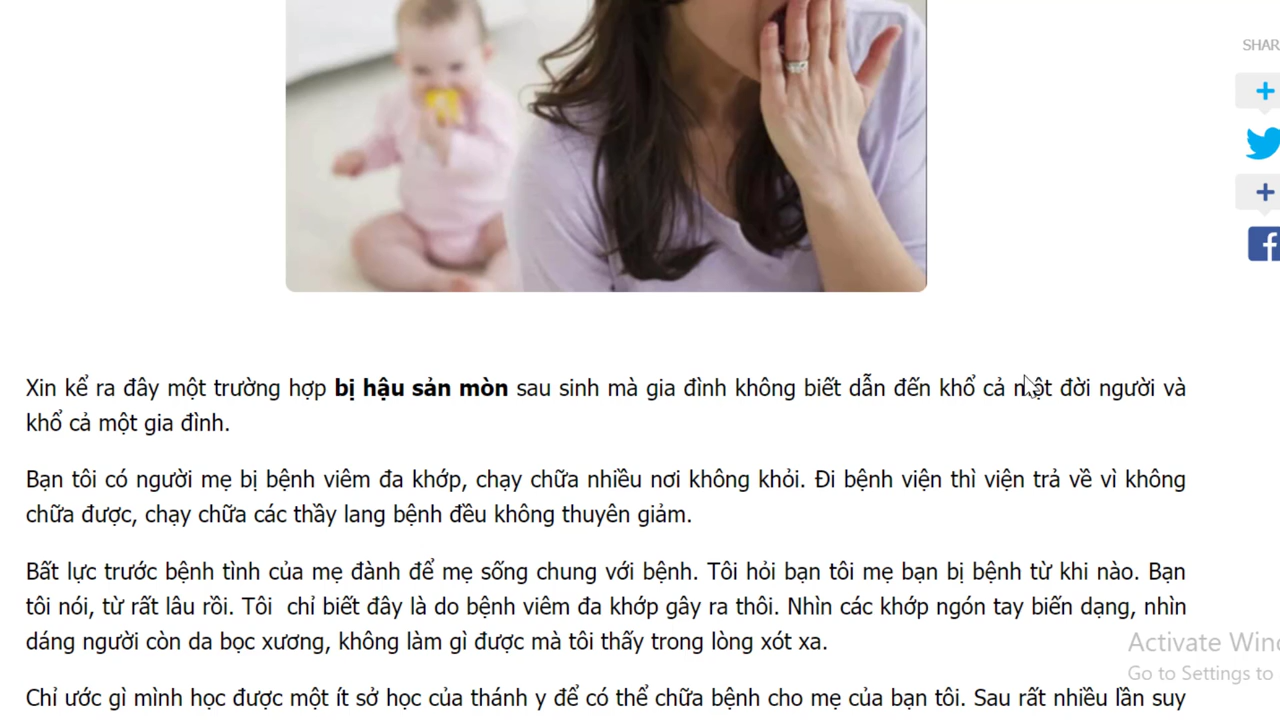 SHAR
Xin kể ra đây một trường hợp bị hậu sản mòn sau sinh mà gia đình không biết dẫn đến khổ cả một đời người và
khổ cả một gia đình.
Bạn tôi có người mẹ bị bệnh viêm đa khớp, chạy chữa nhiều nơi không khỏi. Đi bệnh viện thì viện trả về vì không
chữa được, chạy chữa các thầy lang bệnh đều không thuyên giảm.
Bất lực trước bệnh tình của mẹ đành để mẹ sống chung với bệnh. Tôi hỏi bạn tôi mẹ bạn bị bệnh từ khi nào. Bạn
tôi nói, từ rất lâu rồi. Tôi chỉ biết đây là do bệnh viêm đa khớp gây ra thôi. Nhìn các khớp ngón tay biến dạng, nhìn
dáng người còn da bọc xương, không làm gì được mà tôi thấy trong lòng xót xa.
Activate Win
Go to Settings to
Chỉ ước gì mình học được một ít sở học của thánh y để có thể chữa bệnh cho mẹ của bạn tôi. Sau rất nhiều lần suy